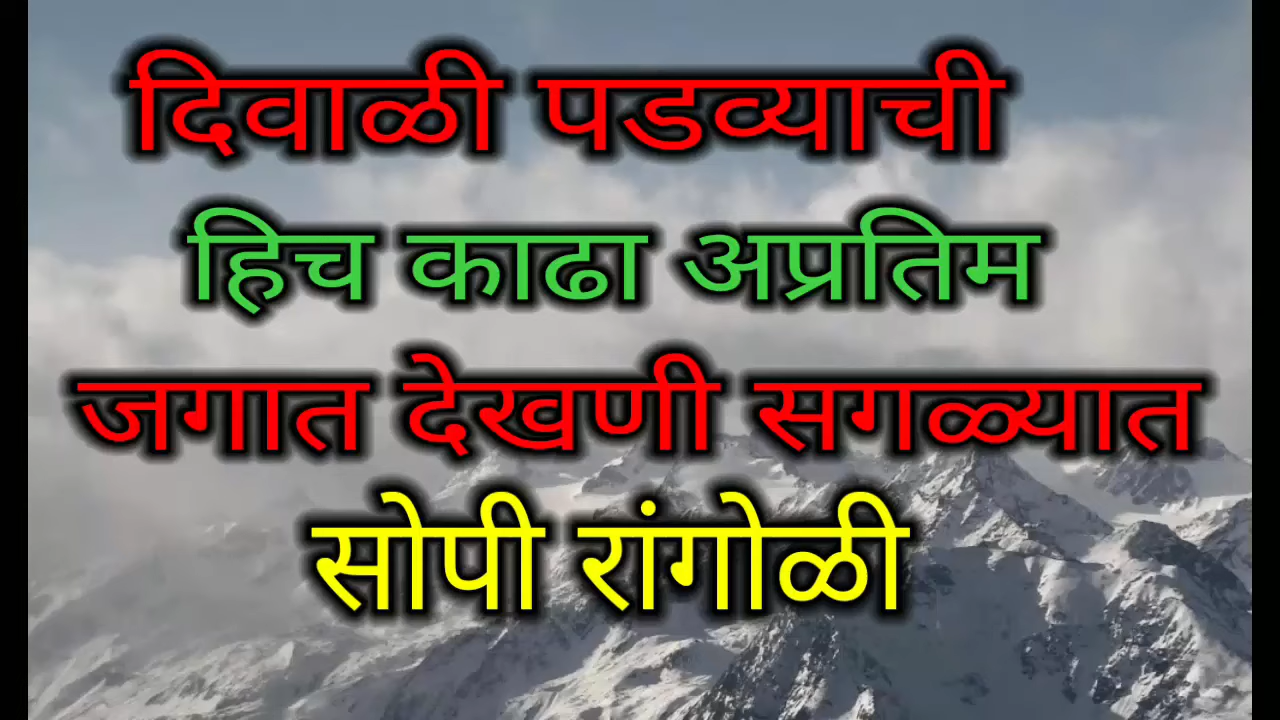 दिवाळी पडव्याची
हिच काढा अप्रतिम
जगात देखणी सगळ्यात
सोपी रांगोळी